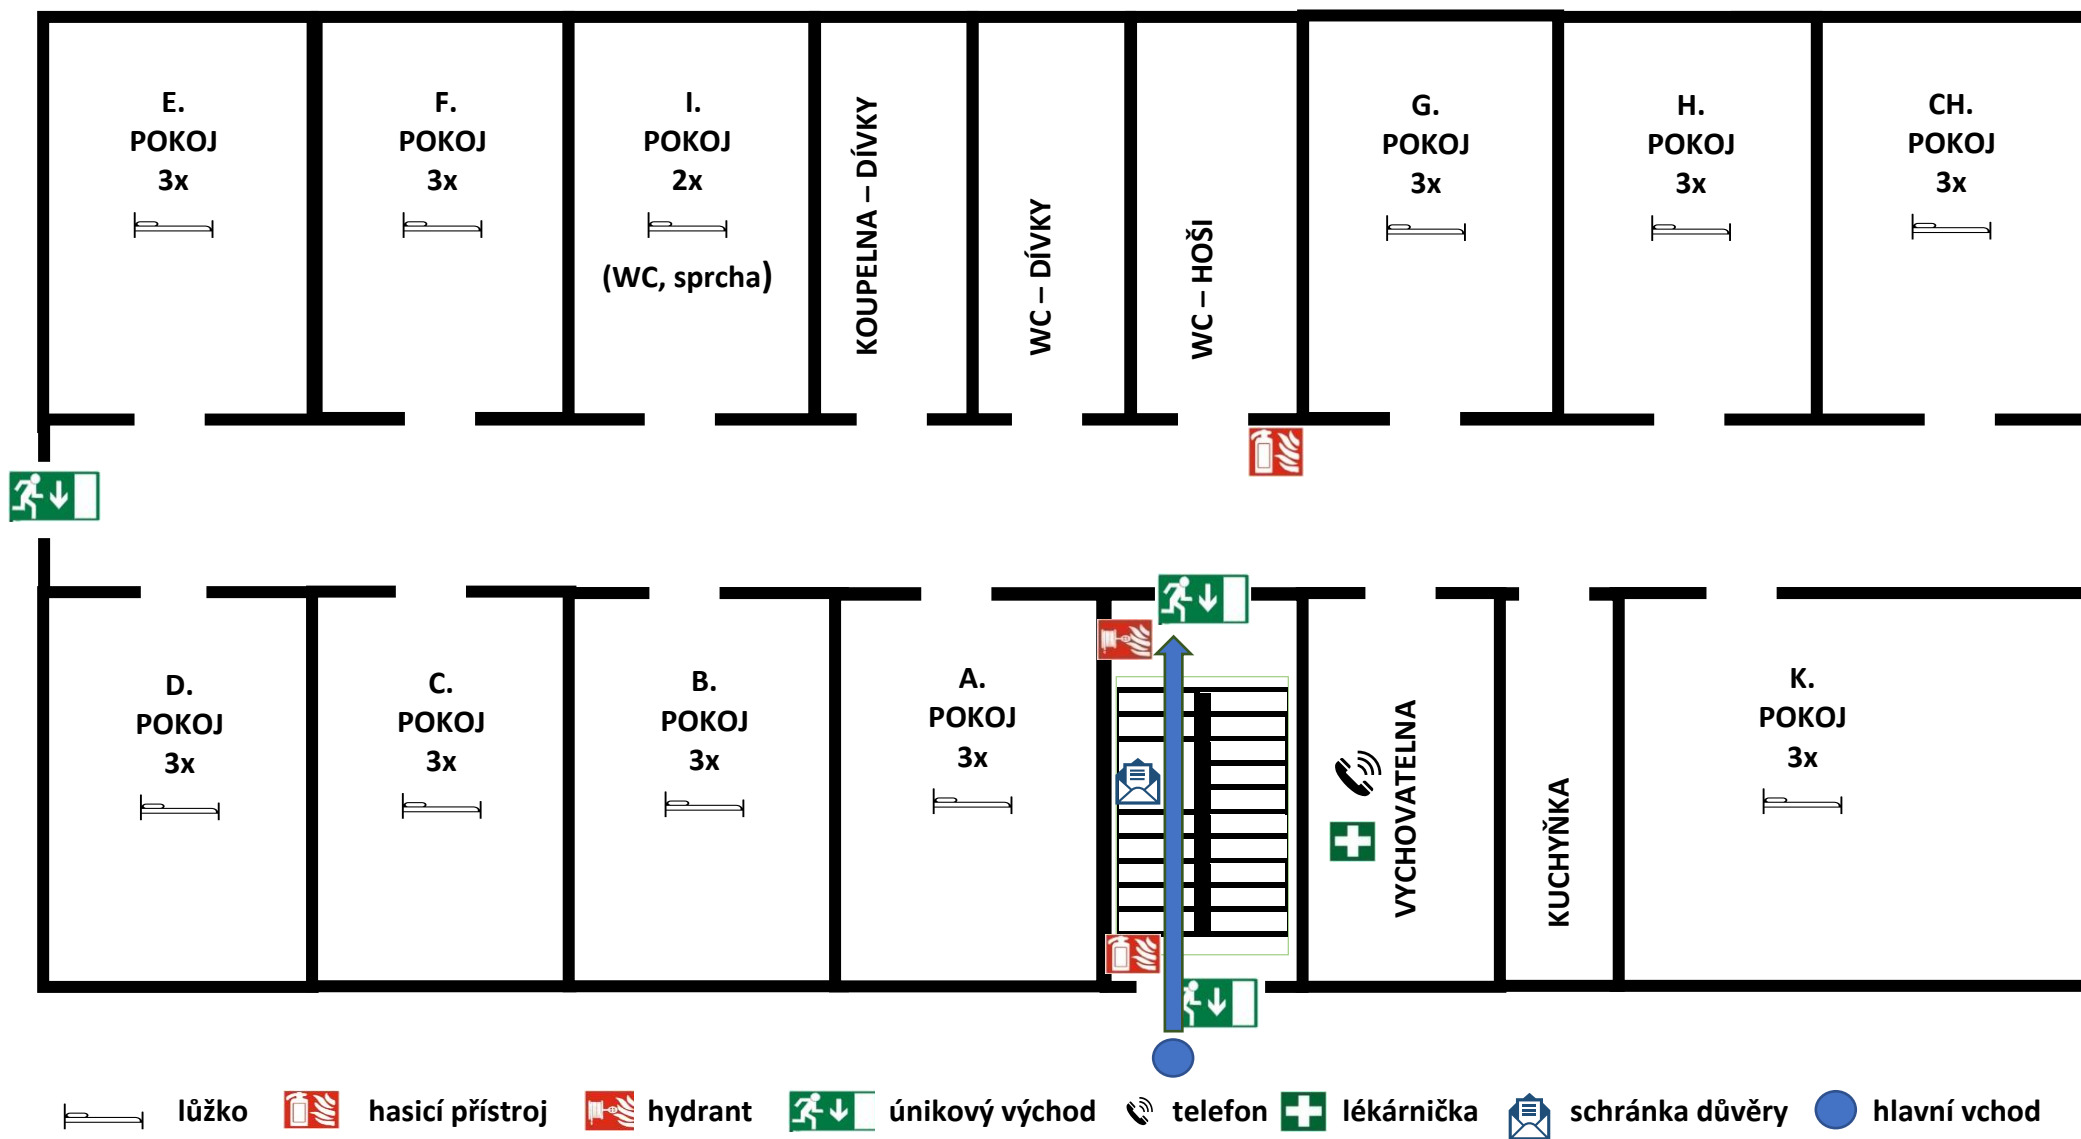 E.
POKOJ
3x
F.
POKOJ
3x
I.
POKOJ
2x
(WC, sprcha)
KOUPELNA – DÍVKY
WC – DÍVKY
WC – HOŠI
G.
POKOJ
3x
H.
POKOJ
3x
CH.
POKOJ
3x
D.
POKOJ
3x
C.
POKOJ
3x
B.
POKOJ
3x
A.
POKOJ
3x
VYCHOVATELNA
KUCHYŇKA
K.
POKOJ
3x
lůžko
hasicí přístroj
hydrant
únikový východ
telefon
lékárnička
schránka důvěry
hlavní vchod